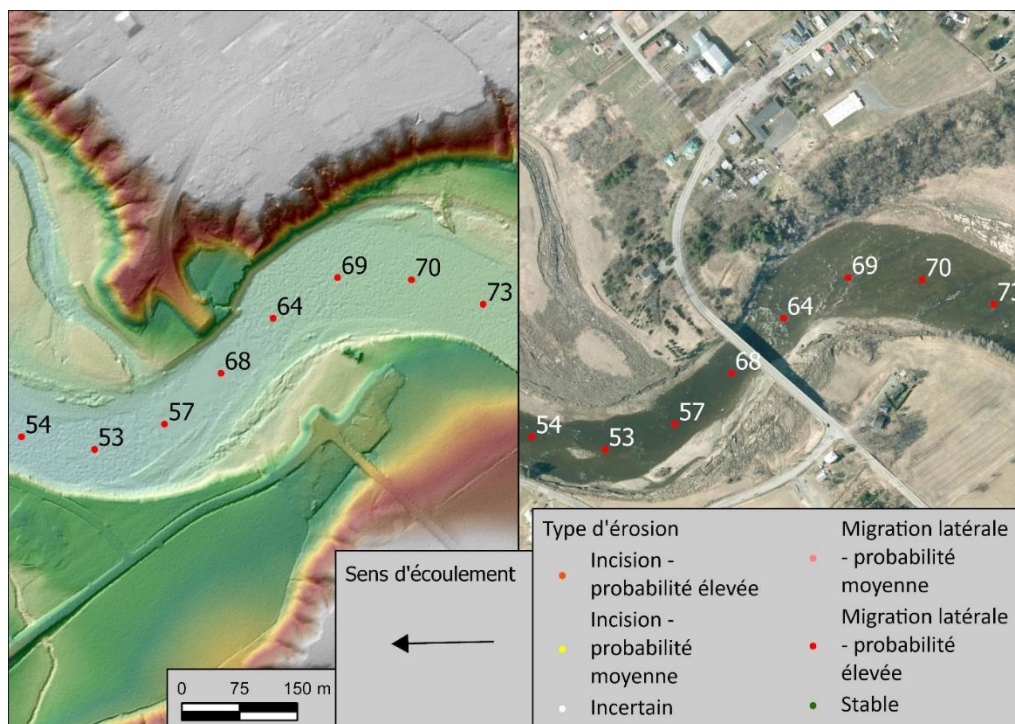 69
70
64
73
68
57
54
53
69
70
64
73
68
57
54
53
Sens d'écoulement
0 75 150 m
Type d'érosion
Incision -
probabilité élevée
Incision -
probabilité
moyenne
Incertain
Migration latérale
- probabilité
moyenne
Migration latérale
- probabilité
élevée
Stable